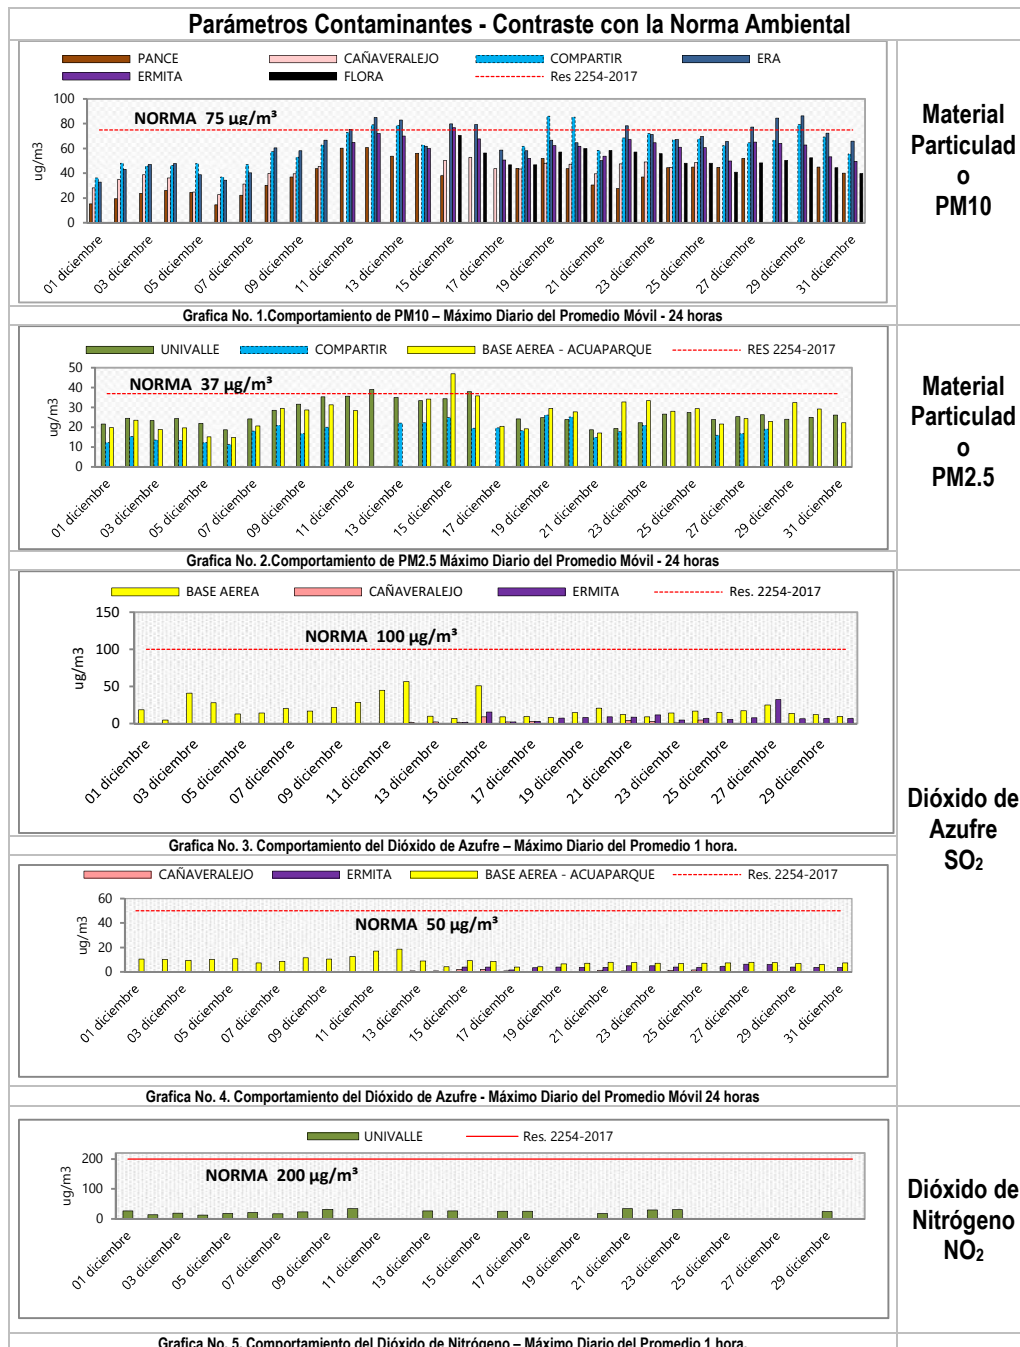 Parámetros Contaminantes - Contraste con la Norma Ambiental
PANCE CAÑAVERALEJO COMPARTIR ERA
ERMITA FLORA Res 2254-2017
NORMA 75 µg/m³
ug/m3
100
80
60
40
20
0
01 diciembre 03 diciembre 05 diciembre 07 diciembre 09 diciembre 11 diciembre 13 diciembre 15 diciembre 17 diciembre 19 diciembre 21 diciembre 23 diciembre 25 diciembre 27 diciembre 29 diciembre 31 diciembre
Grafica No. 1.Comportamiento de PM10 – Máximo Diario del Promedio Móvil - 24 horas
Material
Particulad
o
PM10
UNIVALLE COMPARTIR BASE AEREA - ACUAPARQUE RES 2254-2017
NORMA 37 µg/m³
ug/m3
50
40
30
20
10
0
01 diciembre 03 diciembre 05 diciembre 07 diciembre 09 diciembre 11 diciembre 13 diciembre 15 diciembre 17 diciembre 19 diciembre 21 diciembre 23 diciembre 25 diciembre 27 diciembre 29 diciembre 31 diciembre
Grafica No. 2.Comportamiento de PM2.5 Máximo Diario del Promedio Móvil - 24 horas
Material
Particulad
o
PM2.5
BASE AEREA CAÑAVERALEJO ERMITA Res. 2254-2017
NORMA 100 µg/m³
ug/m3
150
100
50
0
01 diciembre 03 diciembre 05 diciembre 07 diciembre 09 diciembre 11 diciembre 13 diciembre 15 diciembre 17 diciembre 19 diciembre 21 diciembre 23 diciembre 25 diciembre 27 diciembre 29 diciembre
Grafica No. 3. Comportamiento del Dióxido de Azufre – Máximo Diario del Promedio 1 hora.
Dióxido de
Azufre
SO₂
CAÑAVERALEJO ERMITA BASE AEREA - ACUAPARQUE Res. 2254-2017
NORMA 50 µg/m³
ug/m3
60
40
20
0
01 diciembre 03 diciembre 05 diciembre 07 diciembre 09 diciembre 11 diciembre 13 diciembre 15 diciembre 17 diciembre 19 diciembre 21 diciembre 23 diciembre 25 diciembre 27 diciembre 29 diciembre 31 diciembre
Grafica No. 4. Comportamiento del Dióxido de Azufre - Máximo Diario del Promedio Móvil 24 horas
UNIVALLE Res. 2254-2017
NORMA 200 µg/m³
ug/m3
200
100
0
01 diciembre 03 diciembre 05 diciembre 07 diciembre 09 diciembre 11 diciembre 13 diciembre 15 diciembre 17 diciembre 19 diciembre 21 diciembre 23 diciembre 25 diciembre 27 diciembre 29 diciembre
Dióxido de
Nitrógeno
NO₂
Grafica No. 5. Comportamiento del Dióxido de Nitrógeno – Máximo Diario del Promedio 1 hora.